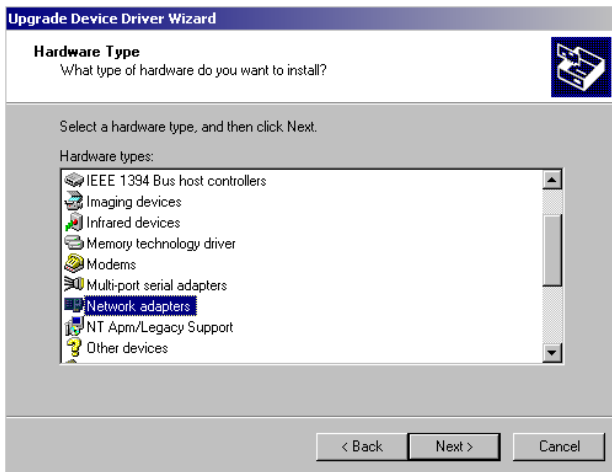 Upgrade Device Driver Wizard
Hardware Type
What type of hardware do you want to install?
Select a hardware type, and then click Next.
Hardware types:
IEEE 1394 Bus host controllers
Imaging devices
Infrared devices
Memory technology driver
Modems
Multi-port serial adapters
Network adapters
NT Apm/Legacy Support
Other devices
< Back Next > Cancel